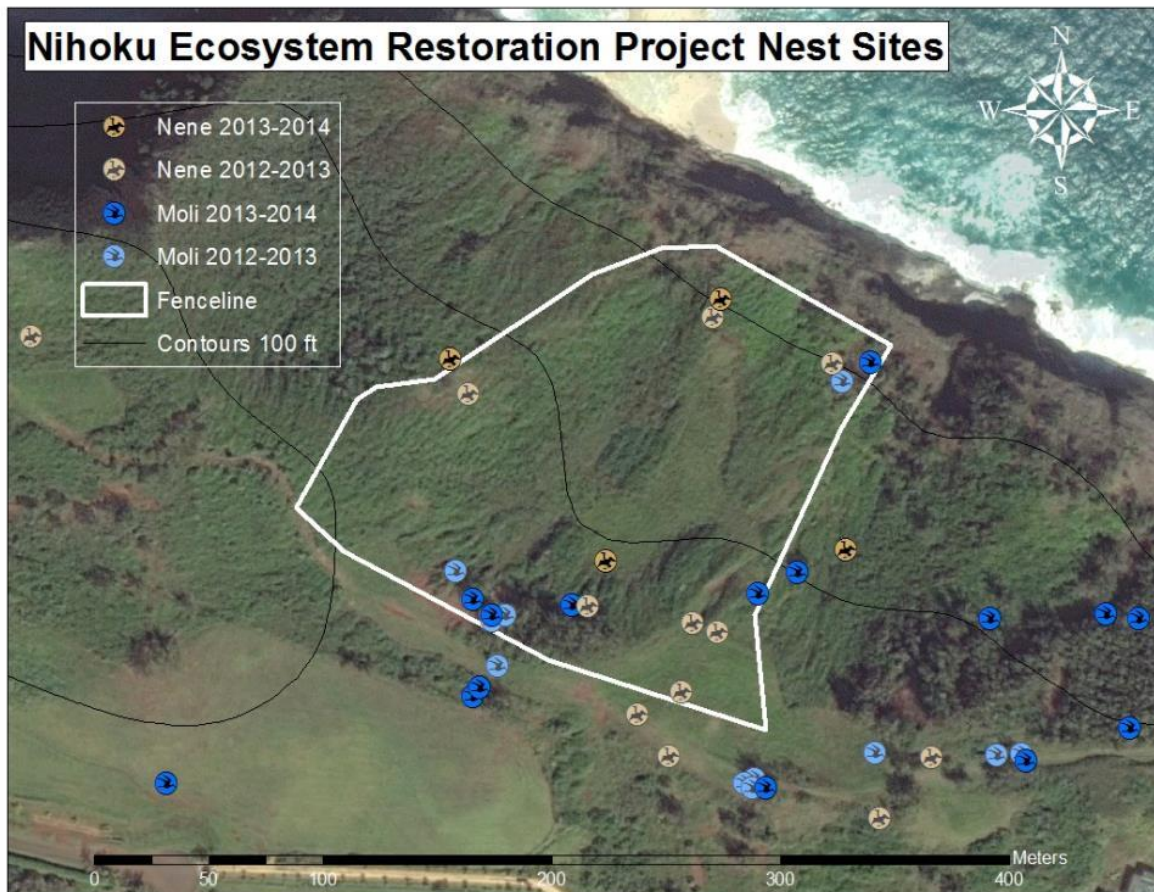 Nihoku Ecosystem Restoration Project Nest Sites
N
W E
S
Nene 2013-2014
Nene 2012-2013
Moli 2013-2014
Moli 2012-2013
Fenceline
Contours 100 ft
Meters
0 50 100 200 300 400